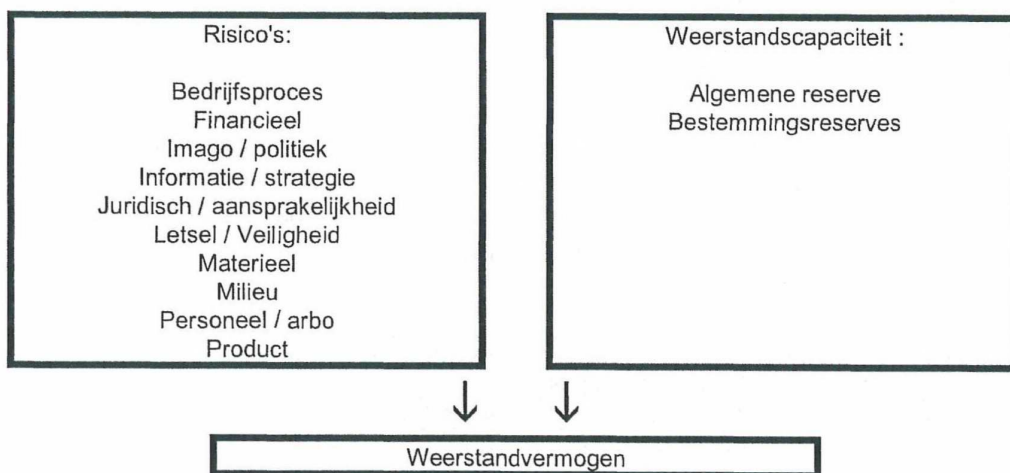 Risico's:
Bedrijfsproces
Financieel
Imago / politiek
Informatie / strategie
Juridisch / aansprakelijkheid
Letsel / Veiligheid
Materieel
Milieu
Personeel / arbo
Product
Weerstandscapaciteit :
Algemene reserve
Bestemmingsreserves
Weerstandvermogen